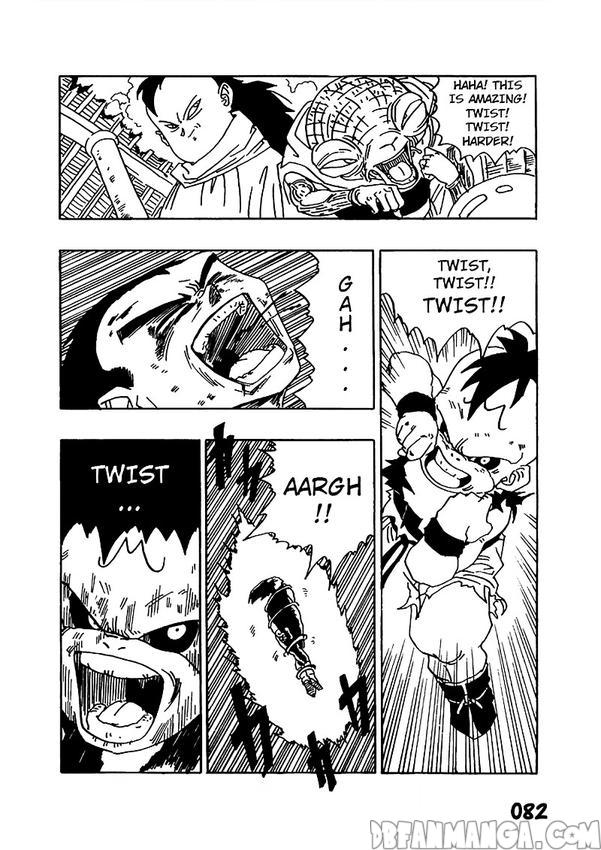 HAHA! THIS
IS AMAZING!
TWIST!
TWIST!
HARDER!
GAH...
TWIST,
TWIST!!
TWIST!!
TWIST
...
AARGH
!!
082
DBFANMANGA.COM